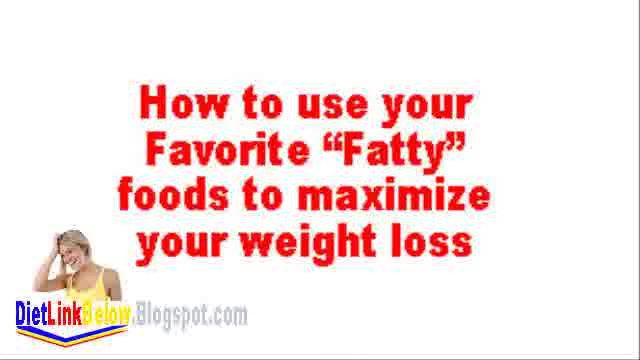 How to use your
Favorite “Fatty”
foods to maximize
your weight loss
DietLinkBelow.Blogspot.com